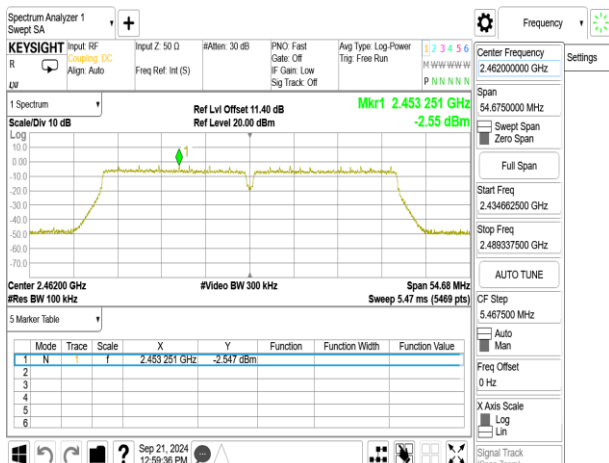 Spectrum Analyzer 1
Swept SA
+
Frequency
KEYSIGHT
R
LXI
Input: RF
Coupling: DC
Align: Auto
Input Z: 50 Ω
Freq Ref: Int (S)
#Atten: 30 dB
PNO: Fast
Gate: Off
IF Gain: Low
Sig Track: Off
Avg Type: Log-Power
Trig: Free Run
1 2 3 4 5 6
M W W W W W
P N N N N N
Center Frequency
2.462000000 GHz
Settings
Span
54.6750000 MHz
Swept Span
Zero Span
Full Span
Start Freq
2.434662500 GHz
Stop Freq
2.489337500 GHz
AUTO TUNE
CF Step
5.467500 MHz
Auto
Man
Freq Offset
0 Hz
X Axis Scale
Log
Lin
Signal Track
1 Spectrum
Scale/Div 10 dB
Ref Lvl Offset 11.40 dB
Ref Level 20.00 dBm
Mkr1 2.453 251 GHz
-2.55 dBm
Log
10.0
0.00
-10.0
-20.0
-30.0
-40.0
-50.0
-60.0
-70.0
1
Center 2.46200 GHz
#Res BW 100 kHz
#Video BW 300 kHz
Span 54.68 MHz
Sweep 5.47 ms (5469 pts)
5 Marker Table
Mode Trace Scale X Y Function Function Width Function Value
1 N 1 f 2.453 251 GHz -2.547 dBm
2
3
4
5
6
?
Sep 21, 2024
12:59:36 PM